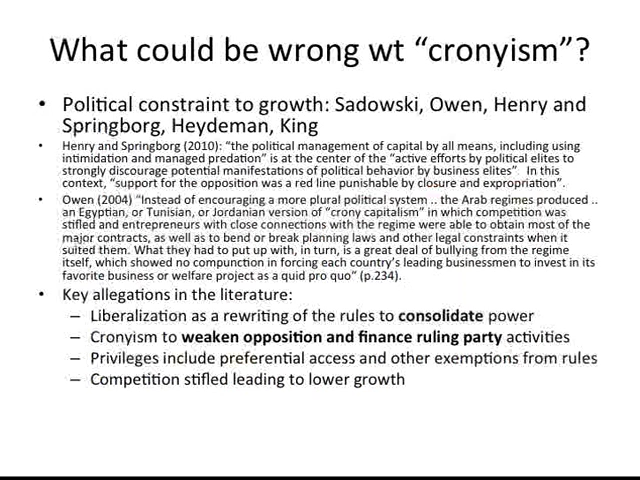 What could be wrong wt “cronyism”?
• Political constraint to growth: Sadowski, Owen, Henry and
Springborg, Heydeman, King
• Henry and Springborg (2010): “the political management of capital by all means, including using
intimidation and managed predation” is at the center of the “active efforts by political elites to
strongly discourage potential manifestations of political behavior by business elites”. In this
context, “support for the opposition was a red line punishable by closure and expropriation”.
• Owen (2004) “Instead of encouraging a more plural political system .. the Arab regimes produced ..
an Egyptian, or Tunisian, or Jordanian version of “crony capitalism” in which competition was
stifled and entrepreneurs with close connections with the regime were able to obtain most of the
major contracts, as well as to bend or break planning laws and other legal constraints when it
suited them. What they had to put up with, in turn, is a great deal of bullying from the regime
itself, which showed no compunction in forcing each country’s leading businessmen to invest in its
favorite business or welfare project as a quid pro quo” (p.234).
• Key allegations in the literature:
– Liberalization as a rewriting of the rules to consolidate power
– Cronyism to weaken opposition and finance ruling party activities
– Privileges include preferential access and other exemptions from rules
– Competition stifled leading to lower growth